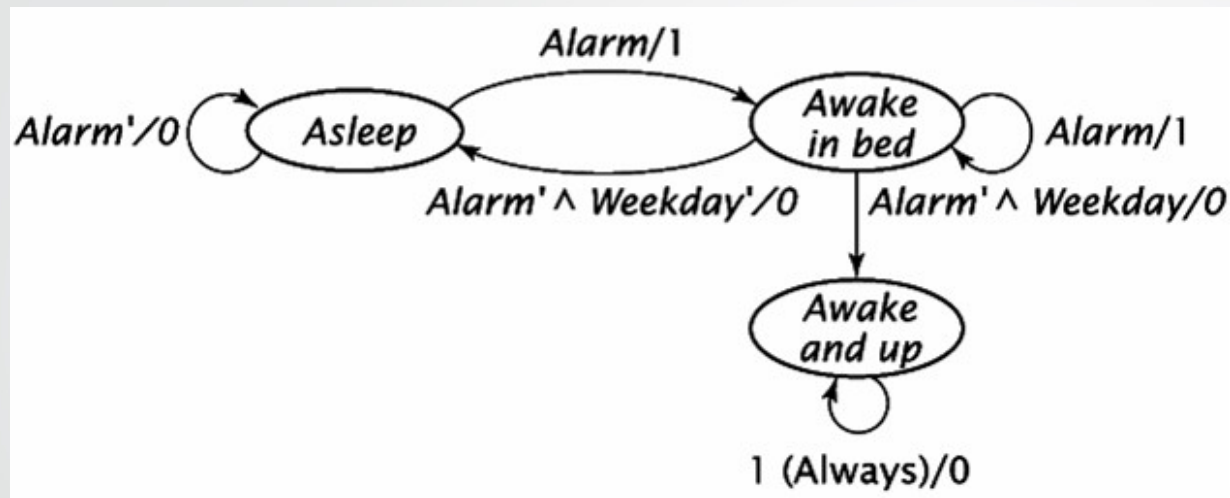 Alarm/1
Alarm'/0
Asleep
Awake
in bed
Alarm/1
Alarm' ∧ Weekday'/0
Alarm' ∧ Weekday/0
Awake
and up
1 (Always)/0